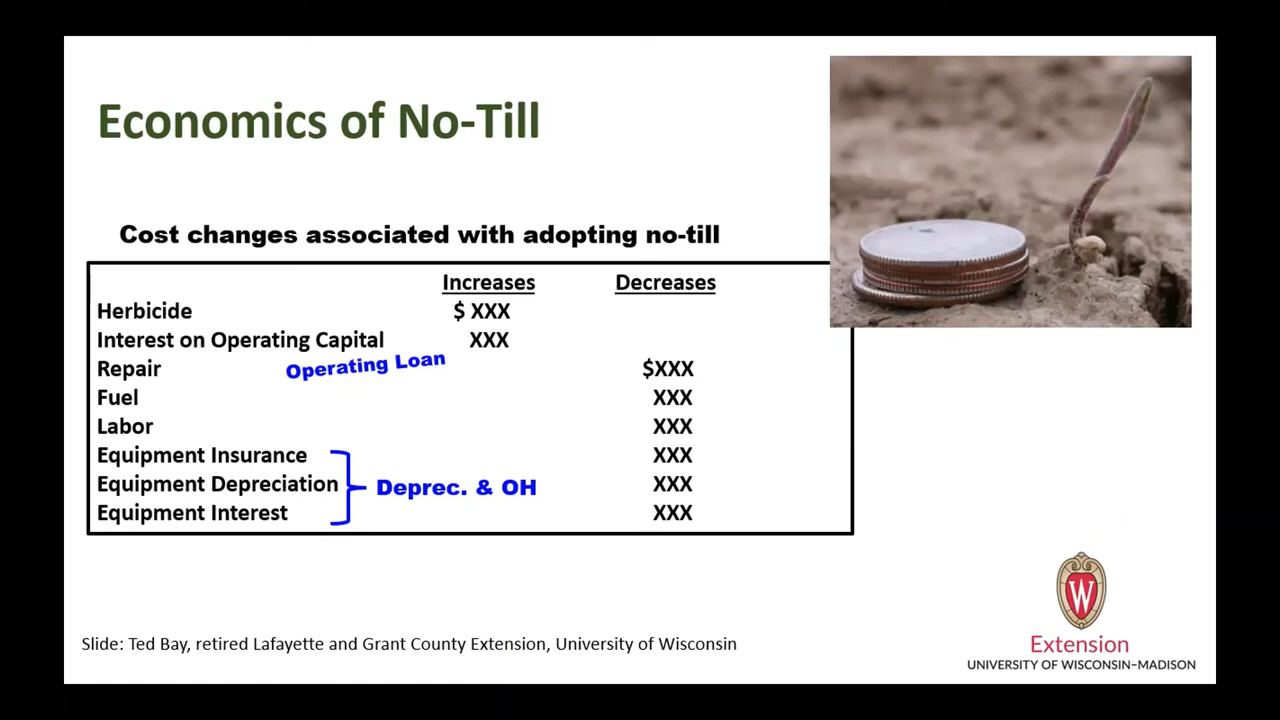 Economics of No-Till
Cost changes associated with adopting no-till
Increases Decreases
Herbicide $ XXX
Interest on Operating Capital XXX
Repair Operating Loan $XXX
Fuel XXX
Labor XXX
Equipment Insurance XXX
Equipment Depreciation Deprec. & OH XXX
Equipment Interest XXX
Slide: Ted Bay, retired Lafayette and Grant County Extension, University of Wisconsin
W
Extension
UNIVERSITY OF WISCONSIN–MADISON